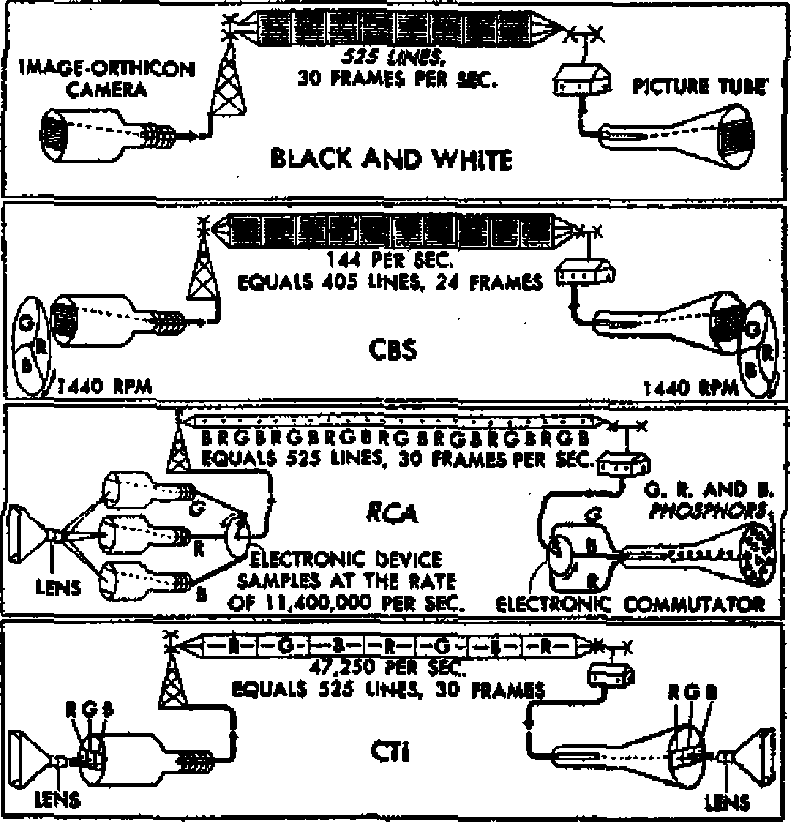 525 LINES,
30 FRAMES PER SEC.
IMAGE-ORTHICON
CAMERA
PICTURE TUBE
BLACK AND WHITE
144 PER SEC.
EQUALS 405 LINES, 24 FRAMES
G
R
B
CBS
G
R
B
1440 RPM
1440 RPM
B R G B R G B R G B R G B R G B R G B R G B
EQUALS 525 LINES, 30 FRAMES PER SEC.
G
R
B
RCA
LENS
ELECTRONIC DEVICE
SAMPLES AT THE RATE
OF 11,400,000 PER SEC.
G. R. AND B.
PHOSPHORS
G
B
R
ELECTRONIC COMMUTATOR
R G B R G B R
47,250 PER SEC.
EQUALS 525 LINES, 30 FRAMES
R G B
R G B
CTI
LENS
LENS